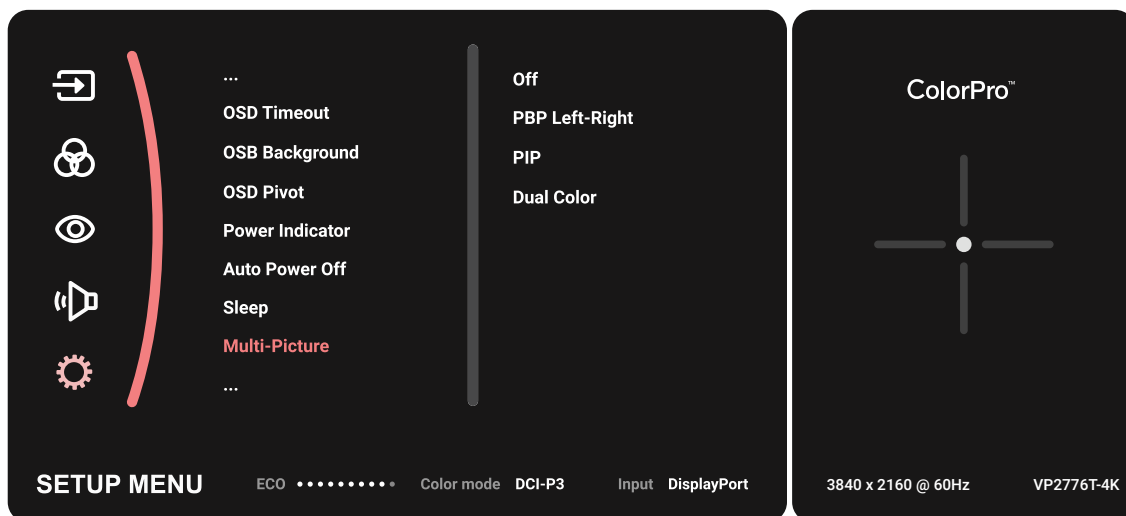 ...
OSD Timeout
OSB Background
OSD Pivot
Power Indicator
Auto Power Off
Sleep
Multi-Picture
...
Off
PBP Left-Right
PIP
Dual Color
SETUP MENU
ECO
Color mode DCI-P3
Input DisplayPort
ColorPro™
3840 x 2160 @ 60Hz
VP2776T-4K